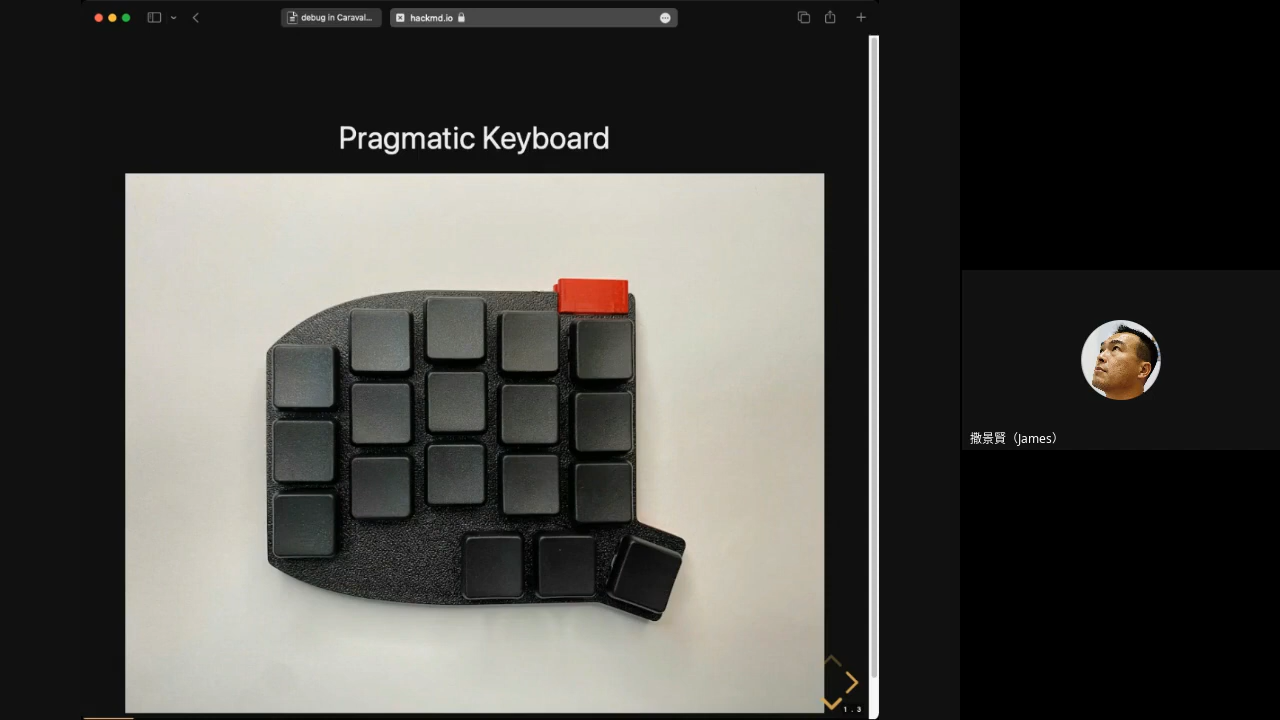 debug in Caraval...
hackmd.io
Pragmatic Keyboard
撒景賢（James）
1.3